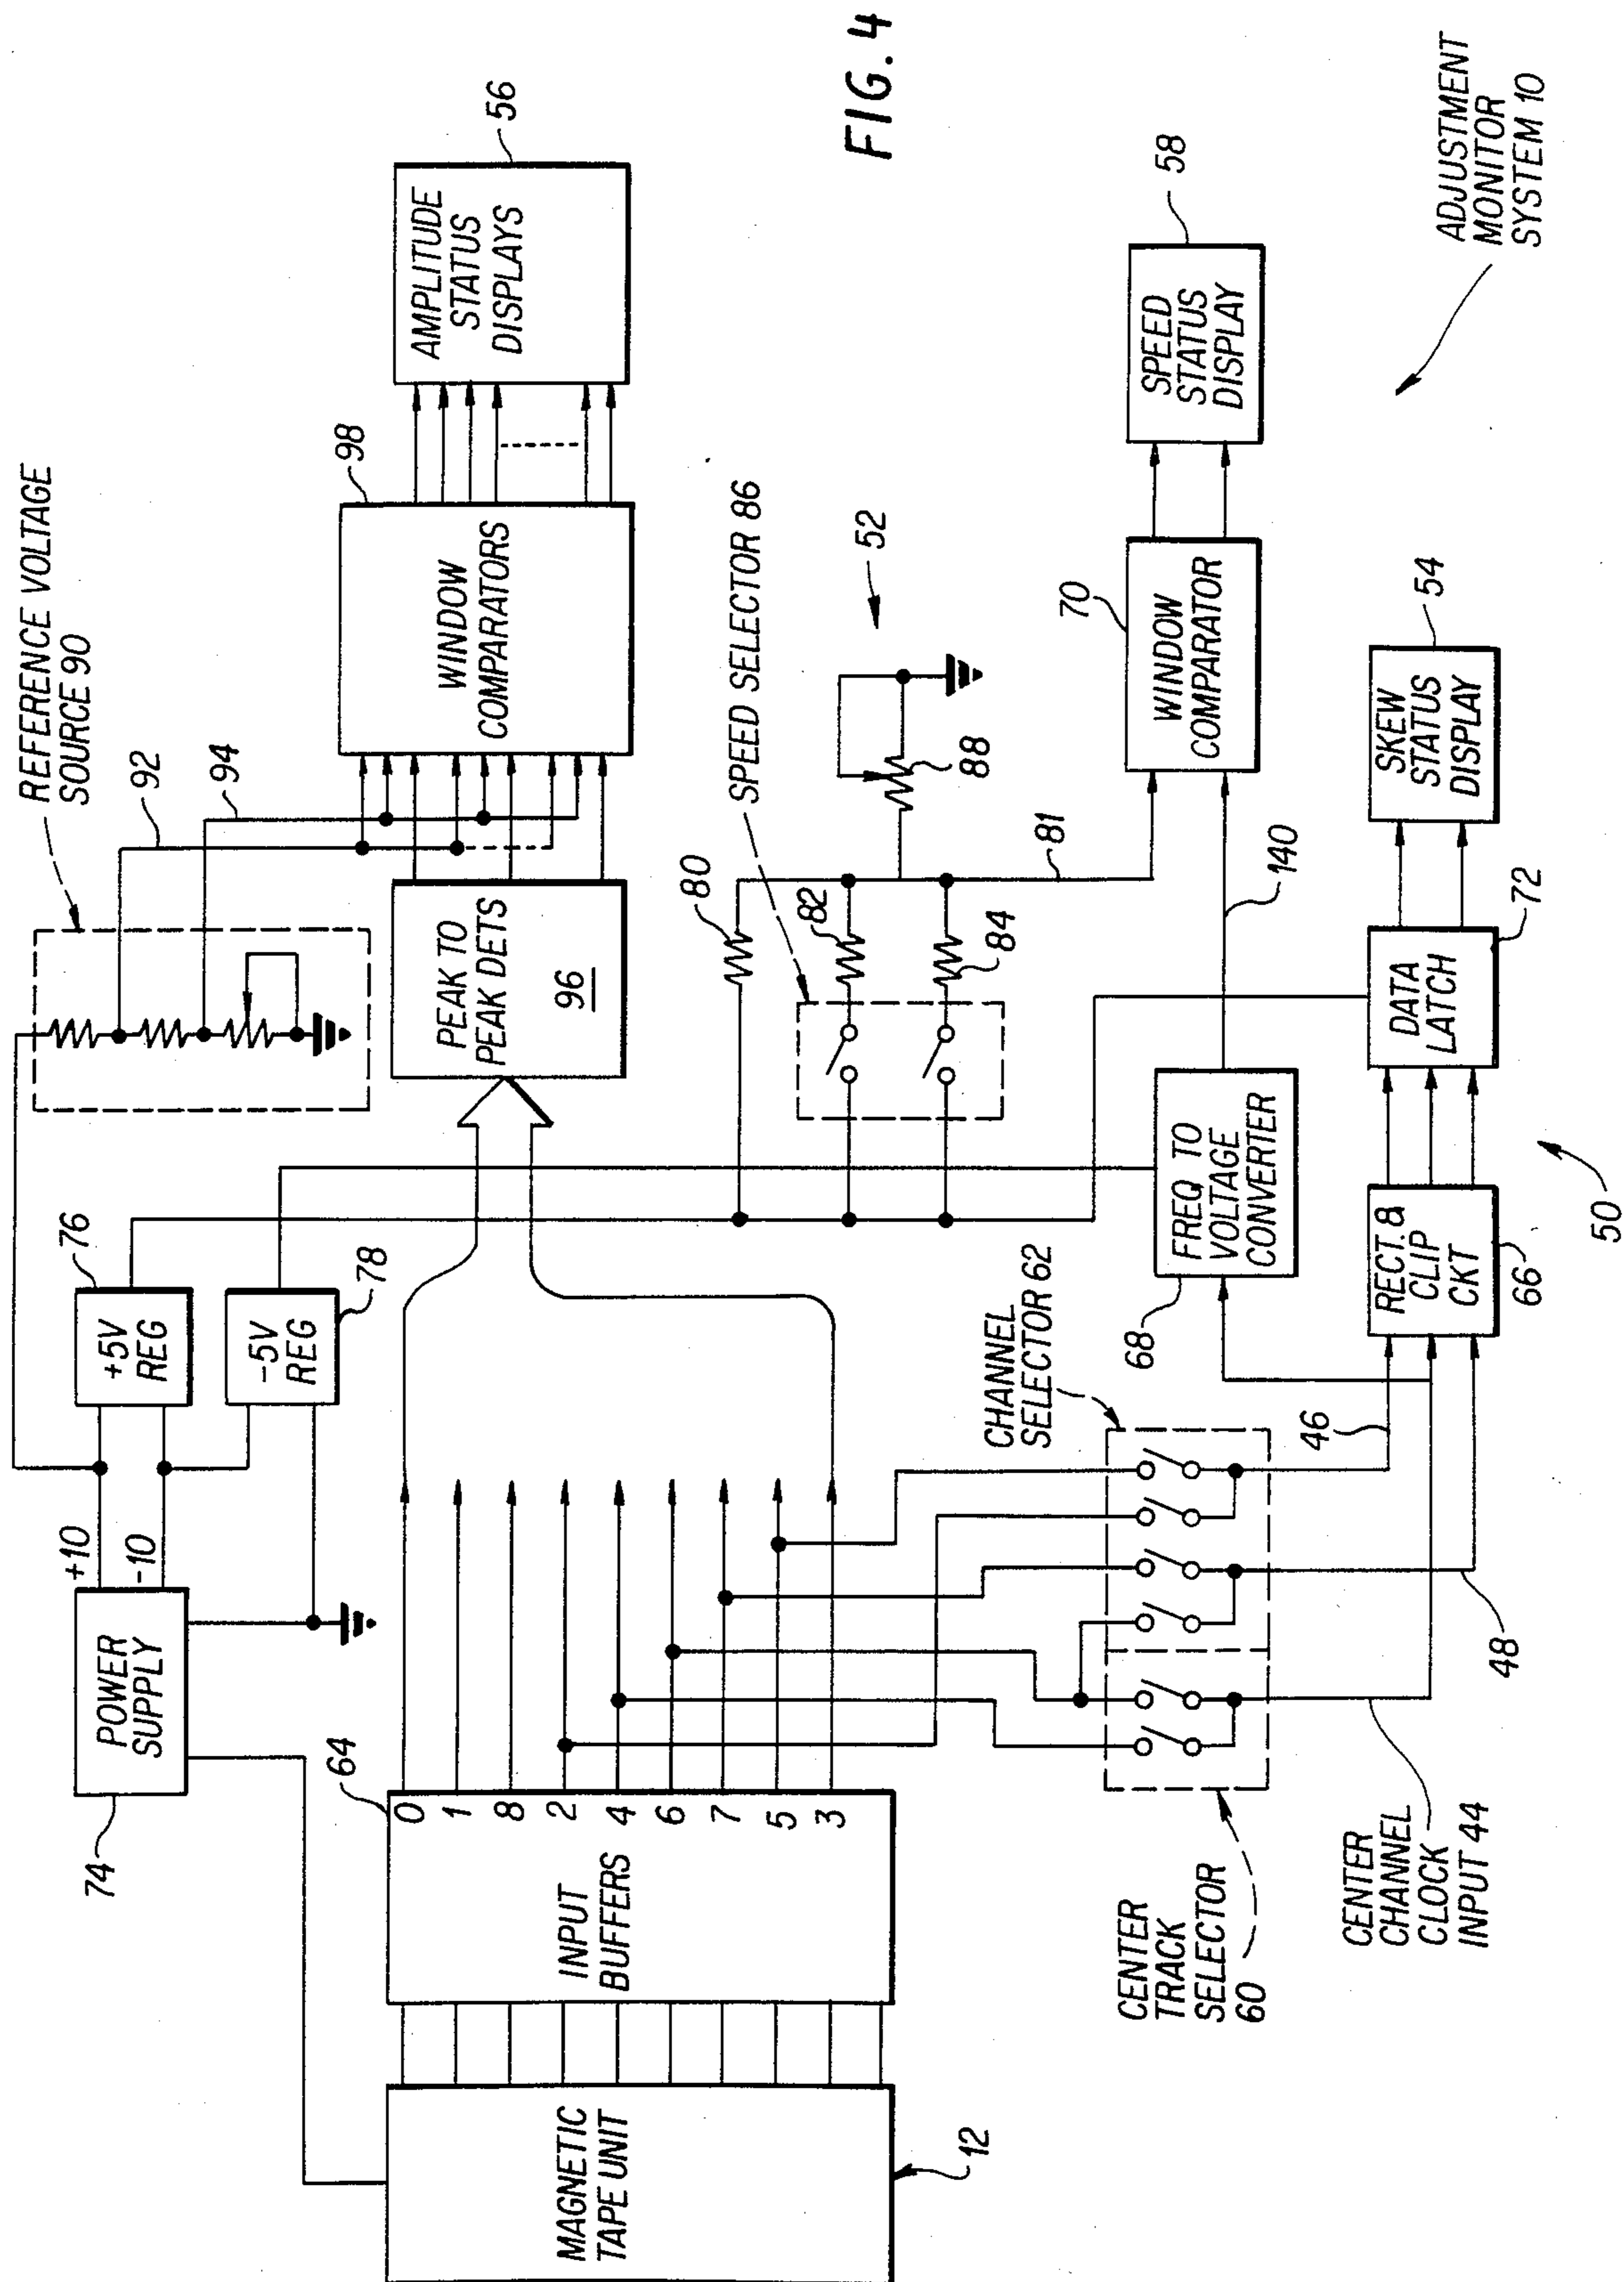 FIG. 4
REFERENCE VOLTAGE
SOURCE 90
92
94
98
56
AMPLITUDE
STATUS
DISPLAYS
WINDOW
COMPARATORS
PEAK TO
PEAK DETS
96
76
+5V
REG
-5V
REG
78
+10
-10
POWER
SUPPLY
74
64
0
1
8
2
4
6
7
5
3
INPUT
BUFFERS
MAGNETIC
TAPE UNIT
12
SPEED SELECTOR 86
80
82
84
88
52
81
70
WINDOW
COMPARATOR
58
SPEED
STATUS
DISPLAY
140
FREQ TO
VOLTAGE
CONVERTER
68
CHANNEL
SELECTOR 62
CENTER
TRACK
SELECTOR
60
46
48
CENTER
CHANNEL
CLOCK
INPUT 44
RECT. &
CLIP
CKT
66
DATA
LATCH
72
SKEW
STATUS
DISPLAY
54
50
ADJUSTMENT
MONITOR
SYSTEM 10